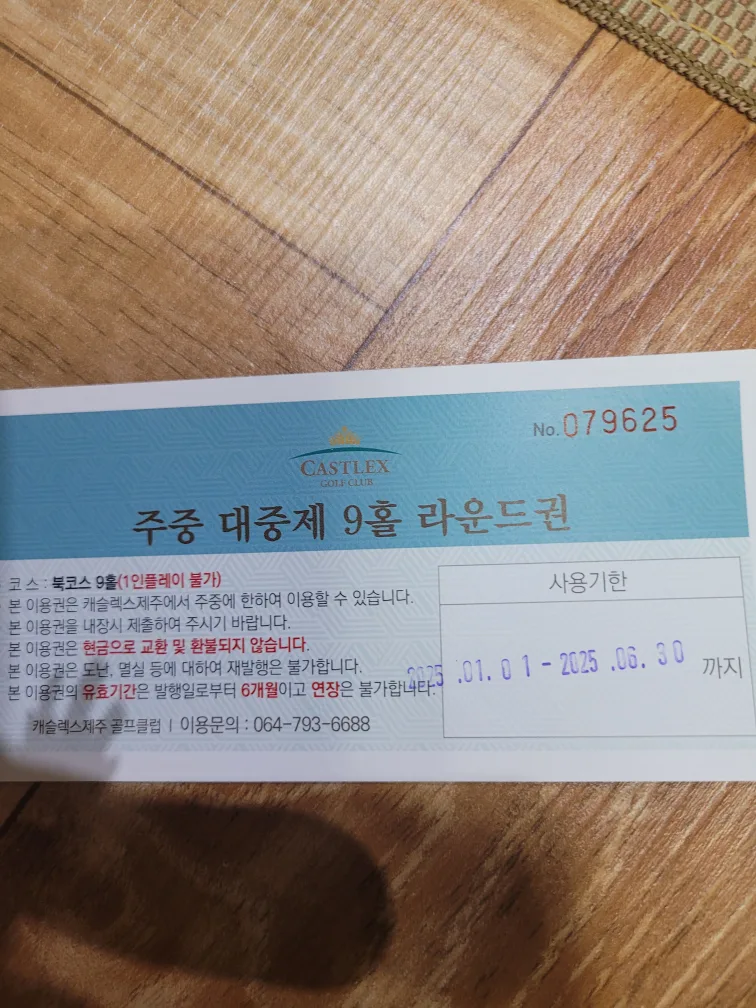 No.079625
CASTLEX
GOLF CLUB
주중 대중제 9홀 라운드권
코 스 : 북코스 9홀(1인플레이 불가)
본 이용권은 캐슬렉스제주에서 주중에 한하여 이용할 수 있습니다.
본 이용권을 내장시 제출하여 주시기 바랍니다.
본 이용권은 현금으로 교환 및 환불되지 않습니다.
본 이용권은 도난, 멸실 등에 대하여 재발행은 불가합니다.
본 이용권의 유효기간은 발행일로부터 6개월이고 연장은 불가합니다.
캐슬렉스제주 골프클럽 | 이용문의 : 064-793-6688
사용기한
2025 .01. 01 - 2025 .06. 30 까지